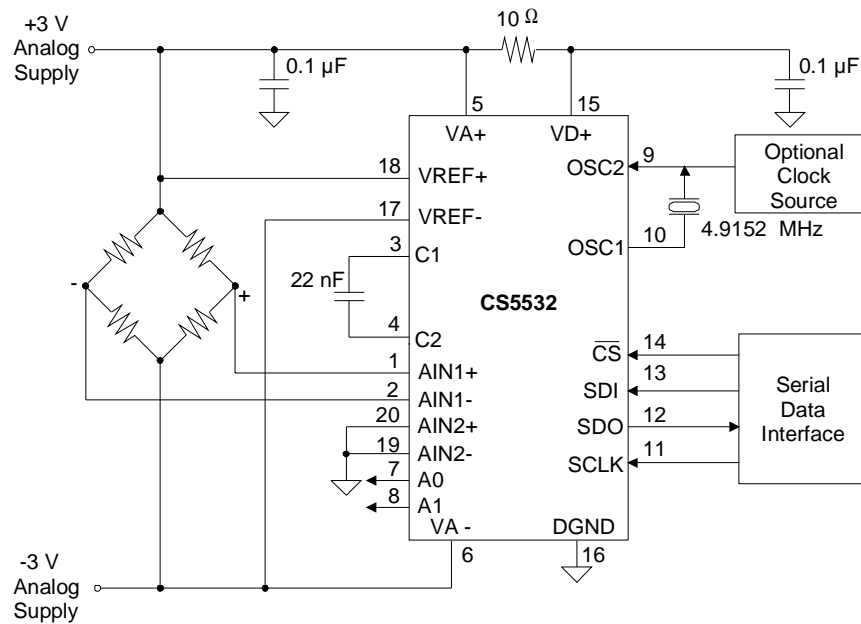 +3 V
Analog
Supply
10 Ω
0.1 µF
0.1 µF
5
15
VA+
VD+
18
VREF+
17
VREF-
3
C1
22 nF
4
C2
1
AIN1+
2
AIN1-
20
AIN2+
19
AIN2-
7
A0
8
A1
VA -
6
DGND
16
CS5532
OSC2
9
Optional
Clock
Source
OSC1
10
4.9152 MHz
CS
14
SDI
13
SDO
12
SCLK
11
Serial
Data
Interface
-
+
-3 V
Analog
Supply